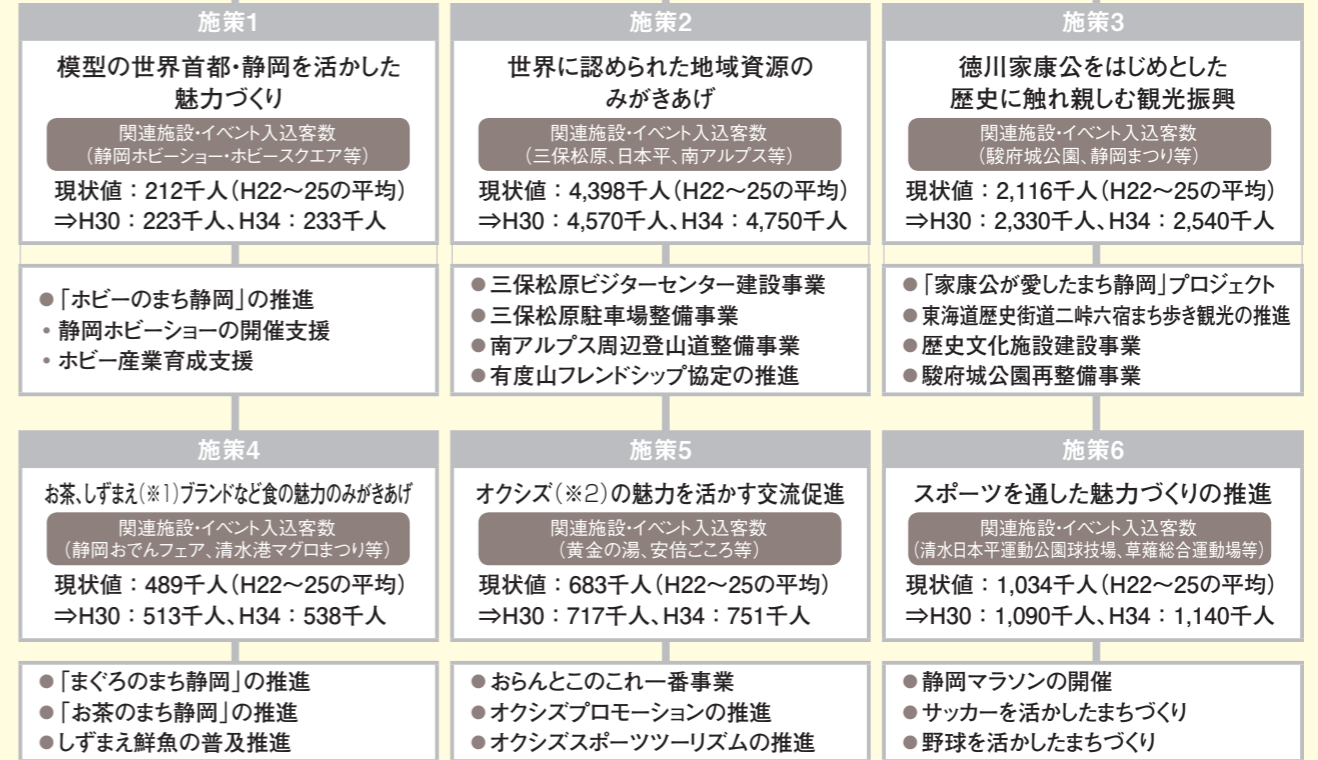 施策1
模型の世界首都・静岡を活かした
魅力づくり
関連施設・イベント入込客数
（静岡ホビーショー・ホビースクエア等）
現状値：212千人（H22～25の平均）
⇒H30：223千人、H34：233千人
●「ホビーのまち静岡」の推進
・静岡ホビーショーの開催支援
・ホビー産業育成支援
施策2
世界に認められた地域資源の
みがきあげ
関連施設・イベント入込客数
（三保松原、日本平、南アルプス等）
現状値：4,398千人（H22～25の平均）
⇒H30：4,570千人、H34：4,750千人
●三保松原ビジターセンター建設事業
●三保松原駐車場整備事業
●南アルプス周辺登山道整備事業
●有度山フレンドシップ協定の推進
施策3
徳川家康公をはじめとした
歴史に触れ親しむ観光振興
関連施設・イベント入込客数
（駿府城公園、静岡まつり等）
現状値：2,116千人（H22～25の平均）
⇒H30：2,330千人、H34：2,540千人
●「家康公が愛したまち静岡」プロジェクト
●東海道歴史街道二峠六宿まち歩き観光の推進
●歴史文化施設建設事業
●駿府城公園再整備事業
施策4
お茶、しずまえ（※1）ブランドなど食の魅力のみがきあげ
関連施設・イベント入込客数
（静岡おでんフェア、清水港マグロまつり等）
現状値：489千人（H22～25の平均）
⇒H30：513千人、H34：538千人
●「まぐろのまち静岡」の推進
●「お茶のまち静岡」の推進
●しずまえ鮮魚の普及推進
施策5
オクシズ（※2）の魅力を活かす交流促進
関連施設・イベント入込客数
（黄金の湯、安倍ごころ等）
現状値：683千人（H22～25の平均）
⇒H30：717千人、H34：751千人
●おらんとこのこれ一番事業
●オクシズプロモーションの推進
●オクシズスポーツツーリズムの推進
施策6
スポーツを通した魅力づくりの推進
関連施設・イベント入込客数
（清水日本平運動公園球技場、草薙総合運動場等）
現状値：1,034千人（H22～25の平均）
⇒H30：1,090千人、H34：1,140千人
●静岡マラソンの開催
●サッカーを活かしたまちづくり
●野球を活かしたまちづくり